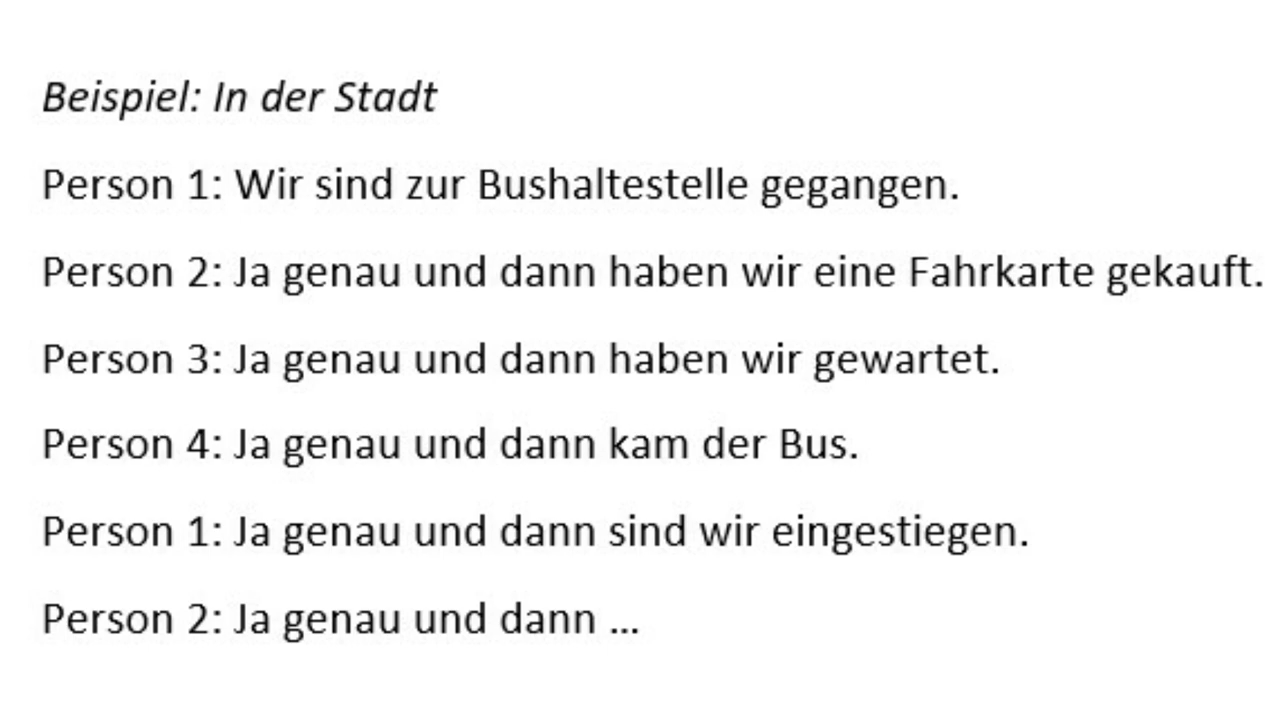 Beispiel: In der Stadt
Person 1: Wir sind zur Bushaltestelle gegangen.
Person 2: Ja genau und dann haben wir eine Fahrkarte gekauft.
Person 3: Ja genau und dann haben wir gewartet.
Person 4: Ja genau und dann kam der Bus.
Person 1: Ja genau und dann sind wir eingestiegen.
Person 2: Ja genau und dann ...